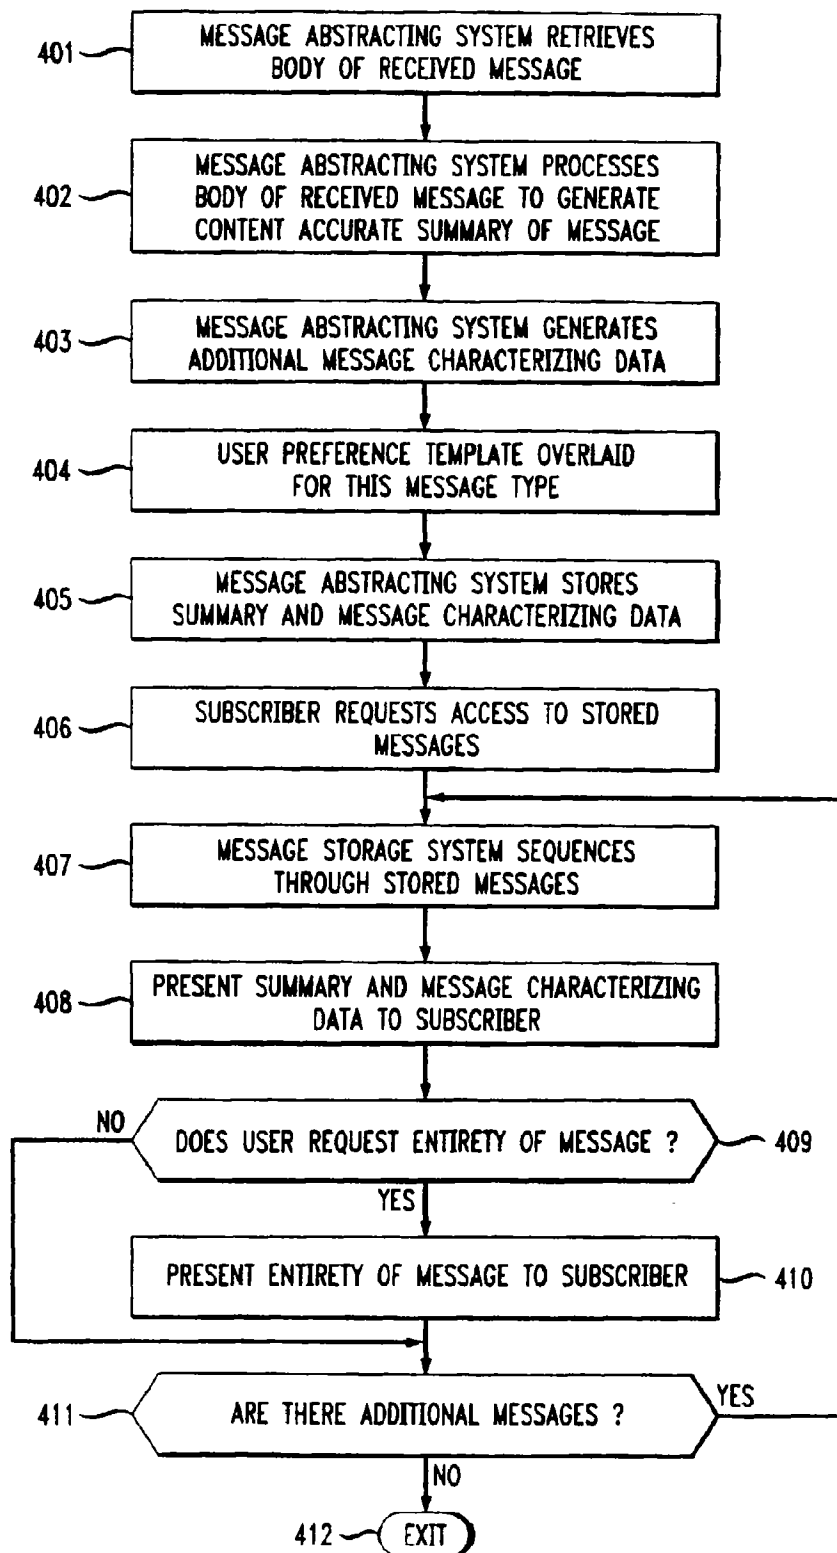 401
MESSAGE ABSTRACTING SYSTEM RETRIEVES
BODY OF RECEIVED MESSAGE
402
MESSAGE ABSTRACTING SYSTEM PROCESSES
BODY OF RECEIVED MESSAGE TO GENERATE
CONTENT ACCURATE SUMMARY OF MESSAGE
403
MESSAGE ABSTRACTING SYSTEM GENERATES
ADDITIONAL MESSAGE CHARACTERIZING DATA
404
USER PREFERENCE TEMPLATE OVERLAID
FOR THIS MESSAGE TYPE
405
MESSAGE ABSTRACTING SYSTEM STORES
SUMMARY AND MESSAGE CHARACTERIZING DATA
406
SUBSCRIBER REQUESTS ACCESS TO STORED
MESSAGES
407
MESSAGE STORAGE SYSTEM SEQUENCES
THROUGH STORED MESSAGES
408
PRESENT SUMMARY AND MESSAGE CHARACTERIZING
DATA TO SUBSCRIBER
NO
DOES USER REQUEST ENTIRETY OF MESSAGE ?
409
YES
PRESENT ENTIRETY OF MESSAGE TO SUBSCRIBER
410
411
ARE THERE ADDITIONAL MESSAGES ?
YES
NO
412
EXIT